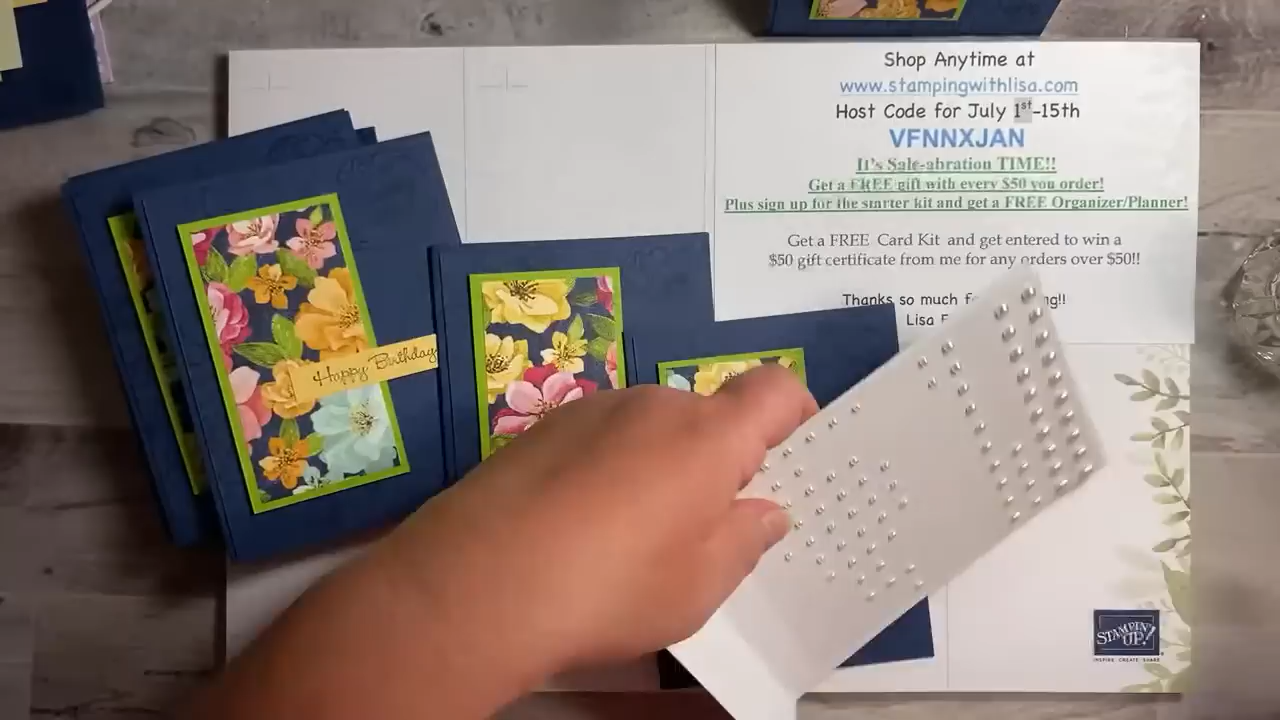 Shop Anytime at
www.stampingwithlisa.com
Host Code for July 1st-15th
VFNNXJAN
It's Sale-abration TIME!!
Get a FREE gift with every $50 you order!
Plus sign up for the starter kit and get a FREE Organizer/Planner!
Get a FREE Card Kit and get entered to win a
$50 gift certificate from me for any orders over $50!!
Thanks so much
Lisa
Happy Birthday
STAMPIN' UP!
INSPIRE. CREATE. SHARE.